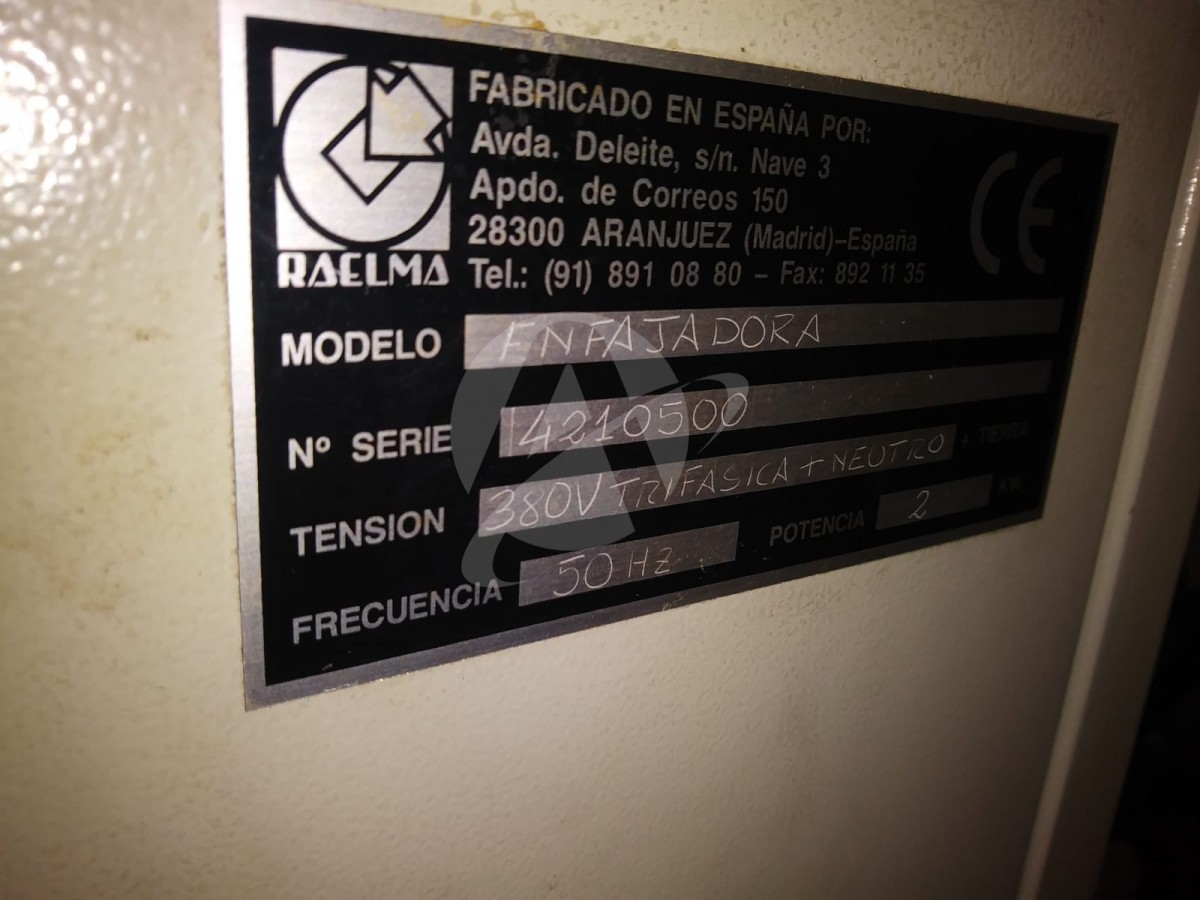 FABRICADO EN ESPAÑA POR:
Avda. Deleite, s/n. Nave 3
Apdo. de Correos 150
28300 ARANJUEZ (Madrid)-España
Tel.: (91) 891 08 80 - Fax: 892 11 35
CE
RAELMA
MODELO ENFAJADORA
Nº SERIE 4210500
TENSION 380V TRIFASICA + NEUTRO + TIERRA
FRECUENCIA 50 HZ POTENCIA 2 KW